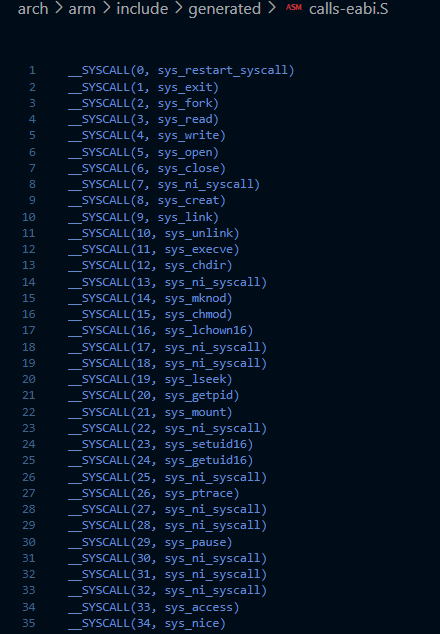 arch > arm > include > generated > ASM calls-eabi.S
1 __SYSCALL(0, sys_restart_syscall)
2 __SYSCALL(1, sys_exit)
3 __SYSCALL(2, sys_fork)
4 __SYSCALL(3, sys_read)
5 __SYSCALL(4, sys_write)
6 __SYSCALL(5, sys_open)
7 __SYSCALL(6, sys_close)
8 __SYSCALL(7, sys_ni_syscall)
9 __SYSCALL(8, sys_creat)
10 __SYSCALL(9, sys_link)
11 __SYSCALL(10, sys_unlink)
12 __SYSCALL(11, sys_execve)
13 __SYSCALL(12, sys_chdir)
14 __SYSCALL(13, sys_ni_syscall)
15 __SYSCALL(14, sys_mknod)
16 __SYSCALL(15, sys_chmod)
17 __SYSCALL(16, sys_lchown16)
18 __SYSCALL(17, sys_ni_syscall)
19 __SYSCALL(18, sys_ni_syscall)
20 __SYSCALL(19, sys_lseek)
21 __SYSCALL(20, sys_getpid)
22 __SYSCALL(21, sys_mount)
23 __SYSCALL(22, sys_ni_syscall)
24 __SYSCALL(23, sys_setuid16)
25 __SYSCALL(24, sys_getuid16)
26 __SYSCALL(25, sys_ni_syscall)
27 __SYSCALL(26, sys_ptrace)
28 __SYSCALL(27, sys_ni_syscall)
29 __SYSCALL(28, sys_ni_syscall)
30 __SYSCALL(29, sys_pause)
31 __SYSCALL(30, sys_ni_syscall)
32 __SYSCALL(31, sys_ni_syscall)
33 __SYSCALL(32, sys_ni_syscall)
34 __SYSCALL(33, sys_access)
35 __SYSCALL(34, sys_nice)